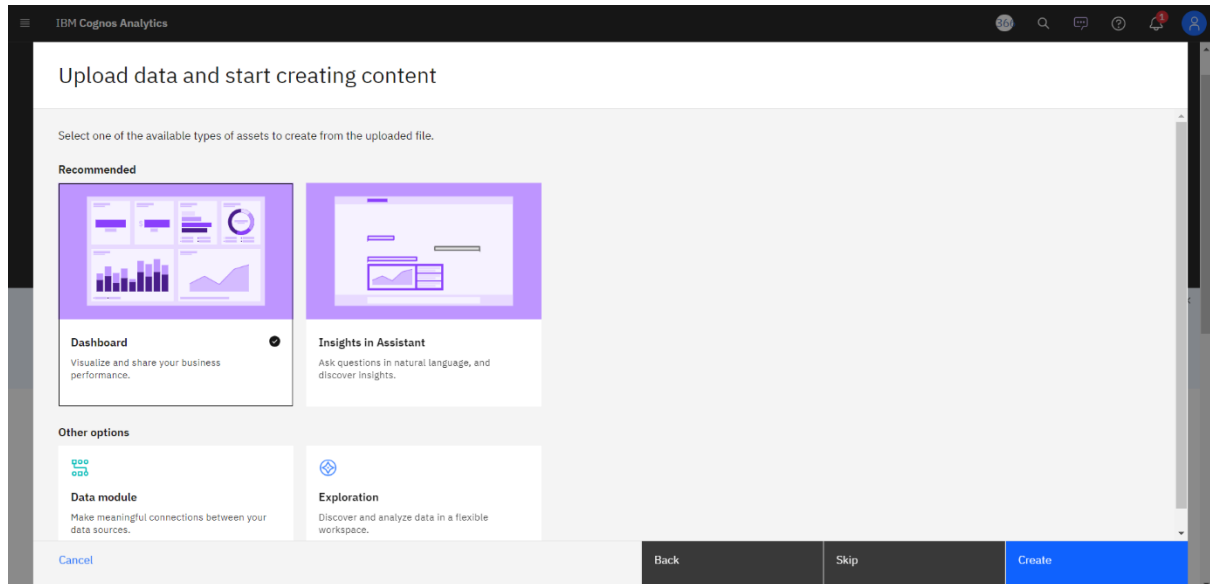 IBM Cognos Analytics
1
Upload data and start creating content
Select one of the available types of assets to create from the uploaded file.
Recommended
Dashboard
Visualize and share your business
performance.
Insights in Assistant
Ask questions in natural language, and
discover insights.
Other options
Data module
Make meaningful connections between your
data sources.
Exploration
Discover and analyze data in a flexible
workspace.
Cancel
Back
Skip
Create